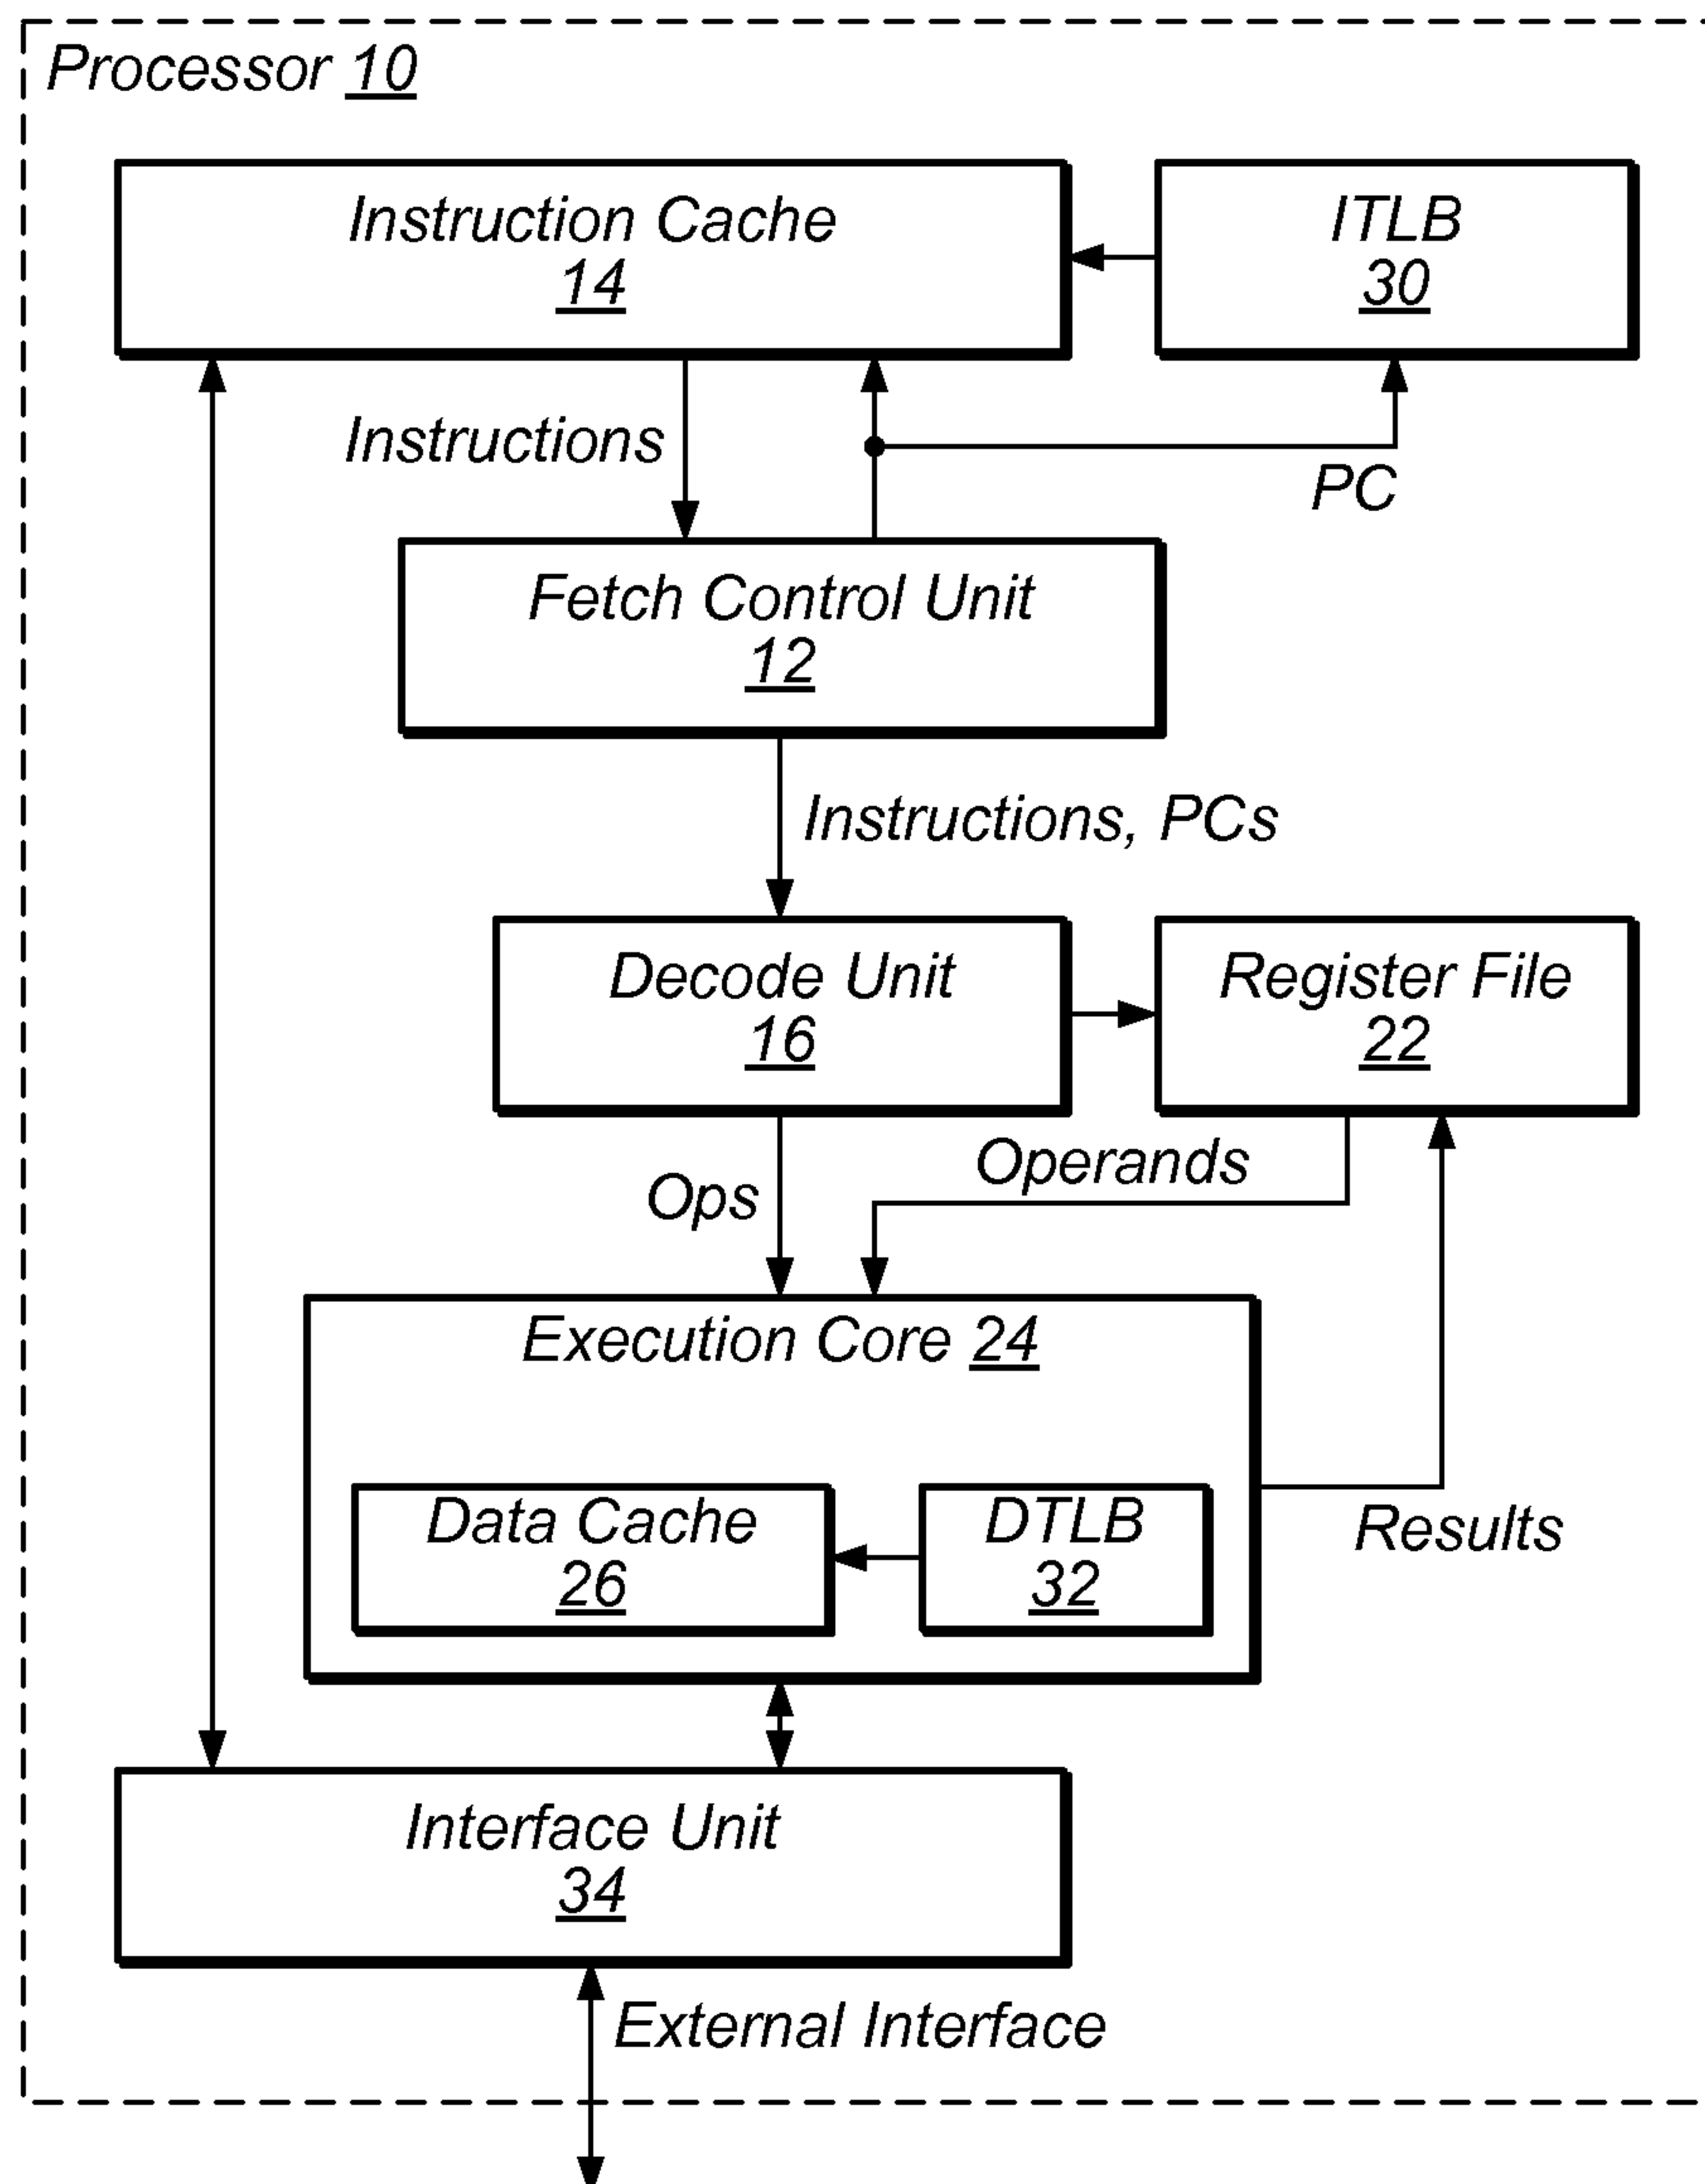 Processor 10
Instruction Cache
14
ITLB
30
Instructions
PC
Fetch Control Unit
12
Instructions, PCs
Decode Unit
16
Register File
22
Operands
Ops
Execution Core 24
Data Cache
26
DTLB
32
Results
Interface Unit
34
External Interface